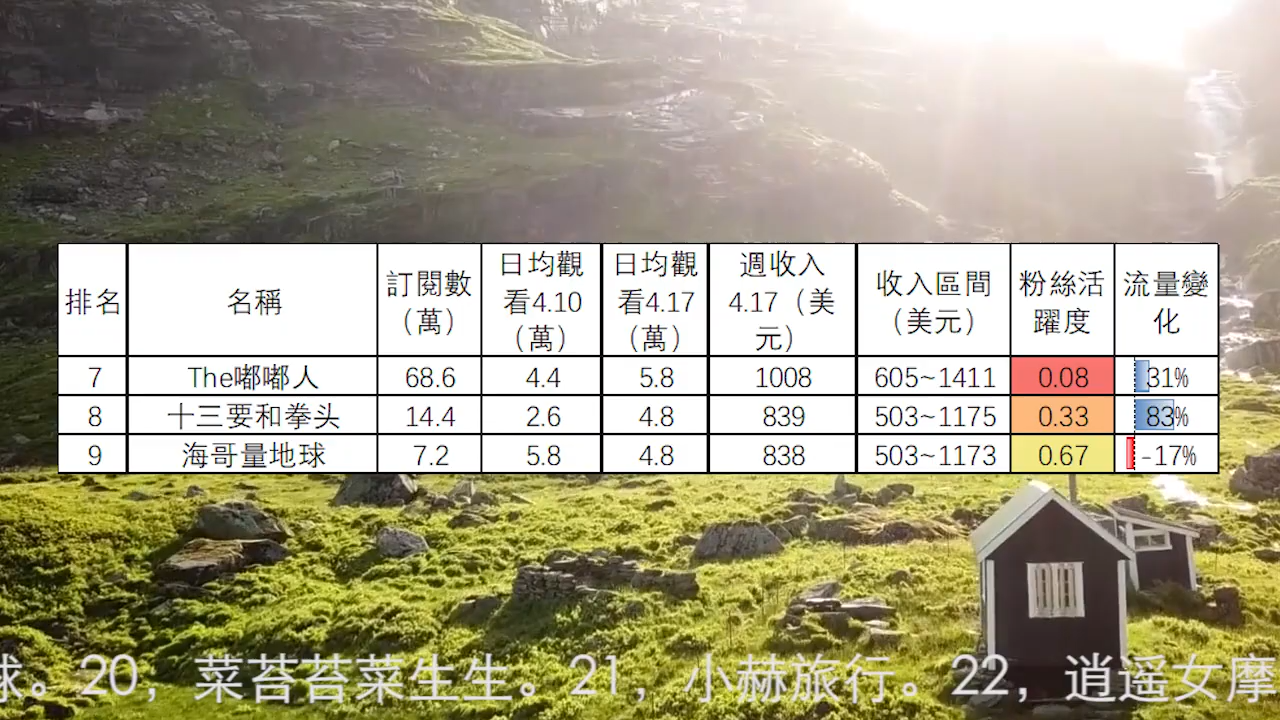 排名 名稱 訂閱數（萬） 日均觀看4.10（萬） 日均觀看4.17（萬） 週收入4.17（美元） 收入區間（美元） 粉絲活躍度 流量變化
7 The嘟嘟人 68.6 4.4 5.8 1008 605~1411 0.08 31%
8 十三要和拳头 14.4 2.6 4.8 839 503~1175 0.33 83%
9 海哥量地球 7.2 5.8 4.8 838 503~1173 0.67 -17%
球。20，菜苔苔菜生生。21，小赫旅行。22，逍遥女摩